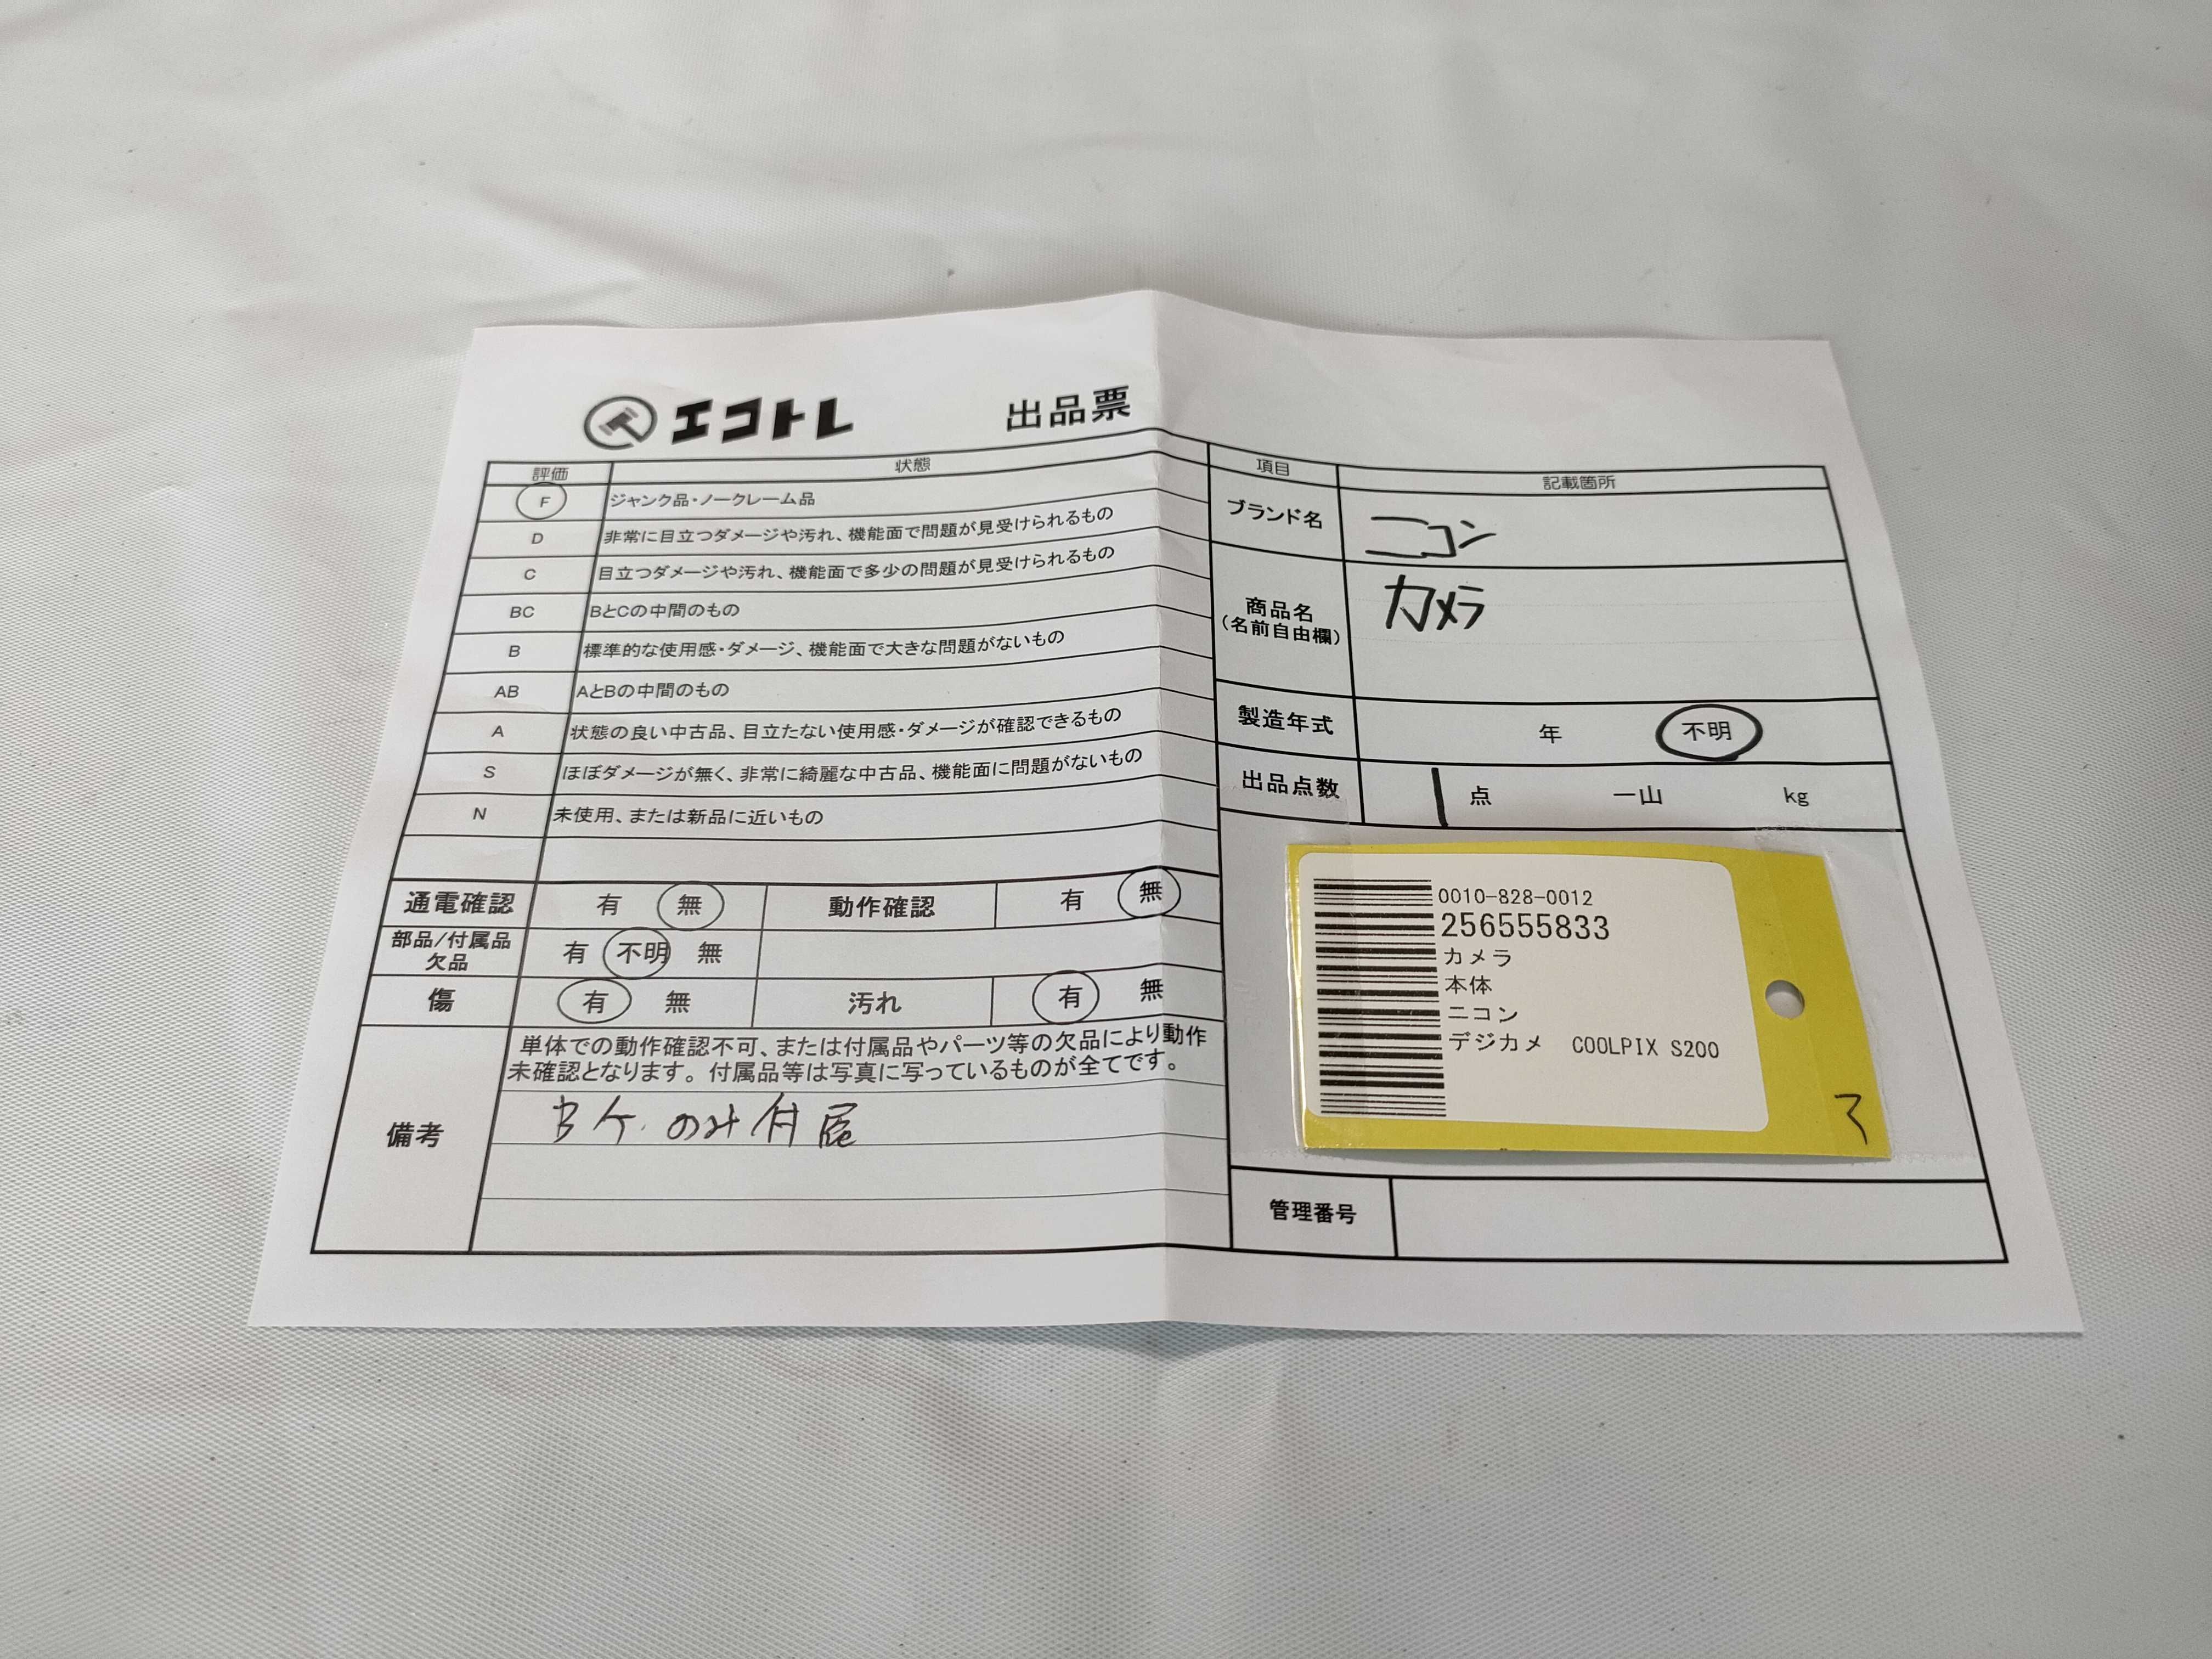 エコトレ 出品票
評価 状態
F ジャンク品・ノークレーム品
D 非常に目立つダメージや汚れ、機能面で問題が見受けられるもの
C 目立つダメージや汚れ、機能面で多少の問題が見受けられるもの
BC BとCの中間のもの
B 標準的な使用感・ダメージ、機能面で大きな問題がないもの
AB AとBの中間のもの
A 状態の良い中古品、目立たない使用感・ダメージが確認できるもの
S ほぼダメージが無く、非常に綺麗な中古品、機能面に問題がないもの
N 未使用、または新品に近いもの
通電確認 有 無 動作確認 有 無
部品/付属品
欠品 有 不明 無
傷 有 無 汚れ 有 無
備考
単体での動作確認不可、または付属品やパーツ等の欠品により動作
未確認となります。付属品等は写真に写っているものが全てです。
のみ付属
項目 記載箇所
ブランド名 ニコン
商品名
(名前自由欄) カメラ
製造年式 年 不明
出品点数 1 点 一山 kg
0010-828-0012
256555833
カメラ
本体
ニコン
デジカメ COOLPIX S200
管理番号